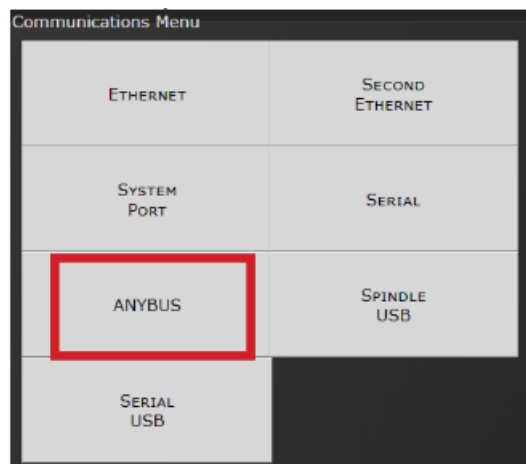 Communications Menu
ETHERNET
SECOND
ETHERNET
SYSTEM
PORT
SERIAL
ANYBUS
SPINDLE
USB
SERIAL
USB